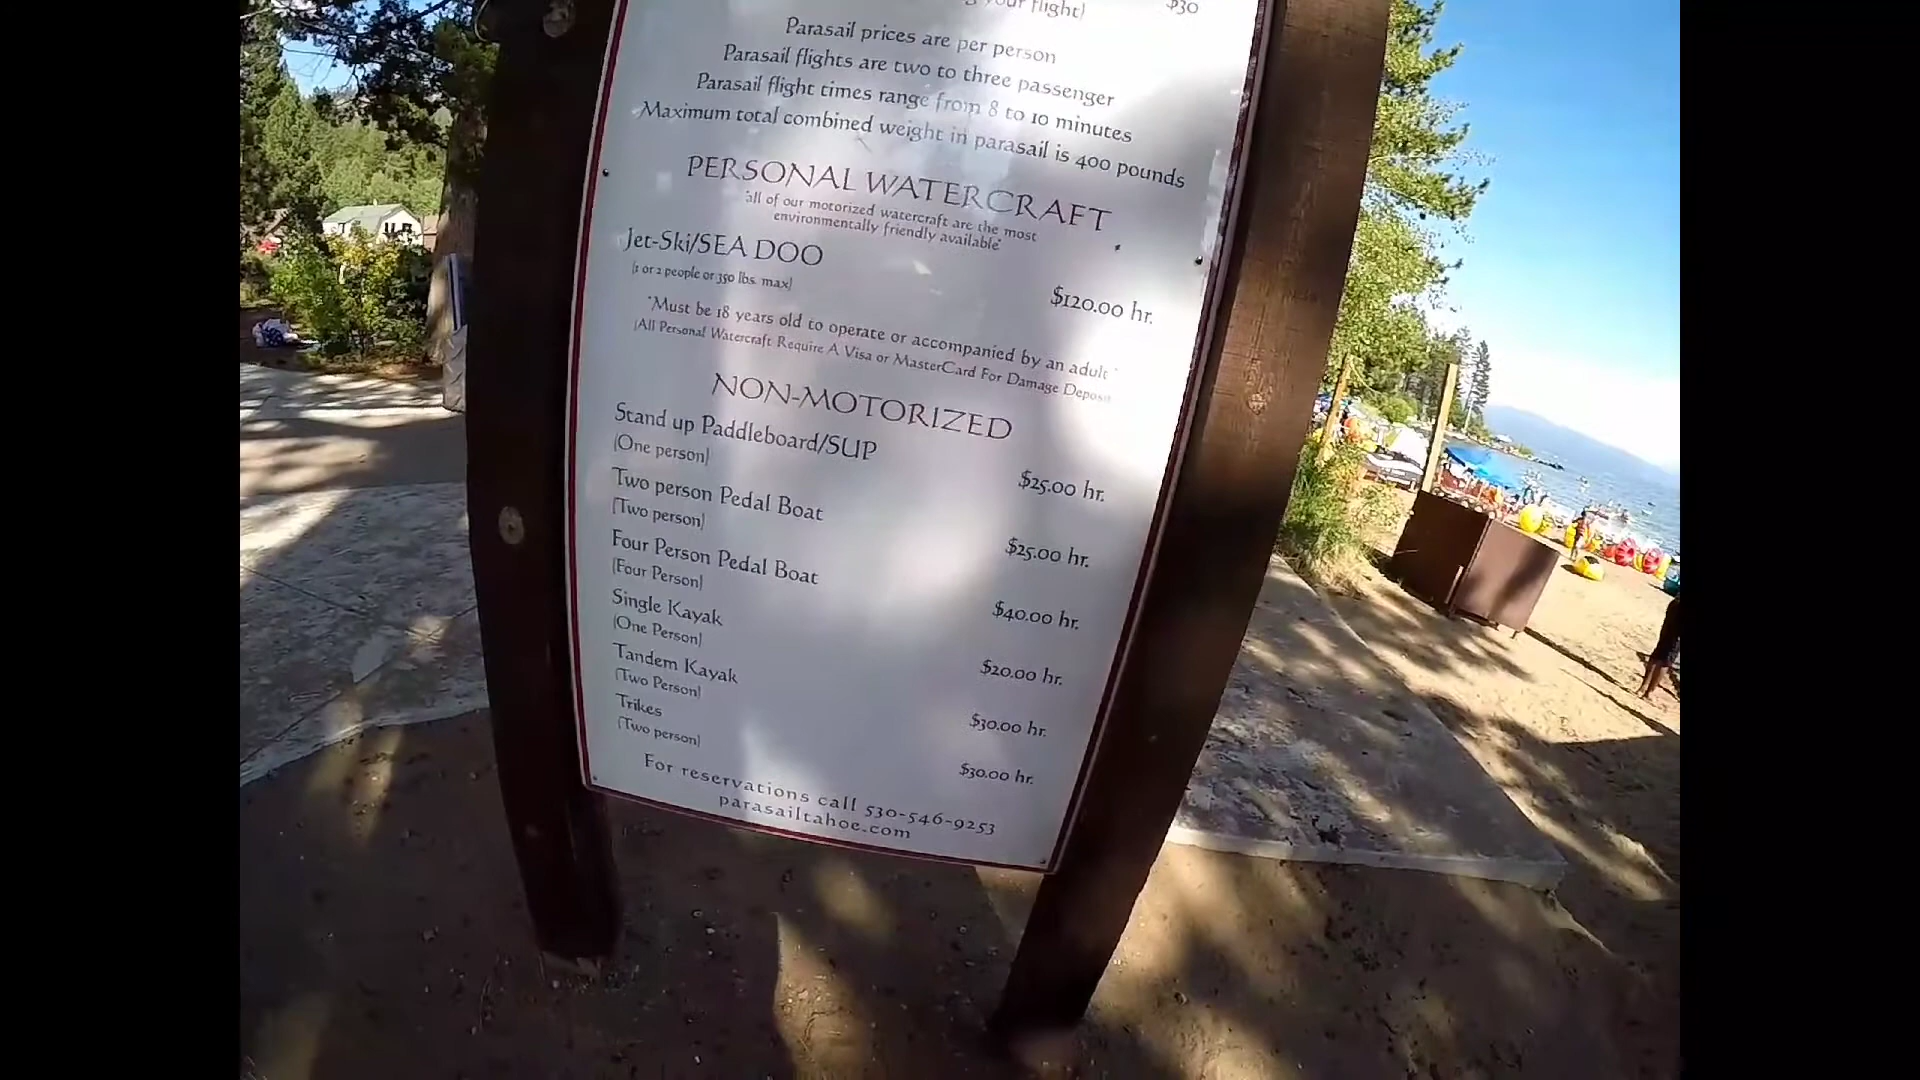 your flight) $30
Parasail prices are per person
Parasail flights are two to three passenger
Parasail flight times range from 8 to 10 minutes
Maximum total combined weight in parasail is 400 pounds
PERSONAL WATERCRAFT
"all of our motorized watercraft are the most
environmentally friendly available"
Jet-Ski/SEA DOO
(1 or 2 people or 350 lbs. max)
$120.00 hr.
*Must be 18 years old to operate or accompanied by an adult *
(All Personal Watercraft Require A Visa or MasterCard For Damage Deposit
NON-MOTORIZED
Stand up Paddleboard/SUP
(One person)
$25.00 hr.
Two person Pedal Boat
(Two person)
$25.00 hr.
Four Person Pedal Boat
(Four Person)
$40.00 hr.
Single Kayak
(One Person)
$20.00 hr.
Tandem Kayak
(Two Person)
$30.00 hr.
Trikes
(Two person)
$30.00 hr.
For reservations call 530-546-9253
parasailtahoe.com